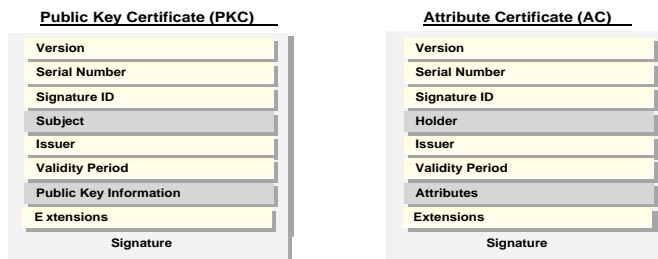 Public Key Certificate (PKC)
Version
Serial Number
Signature ID
Subject
Issuer
Validity Period
Public Key Information
E xtensions
Signature
Attribute Certificate (AC)
Version
Serial Number
Signature ID
Holder
Issuer
Validity Period
Attributes
Extensions
Signature